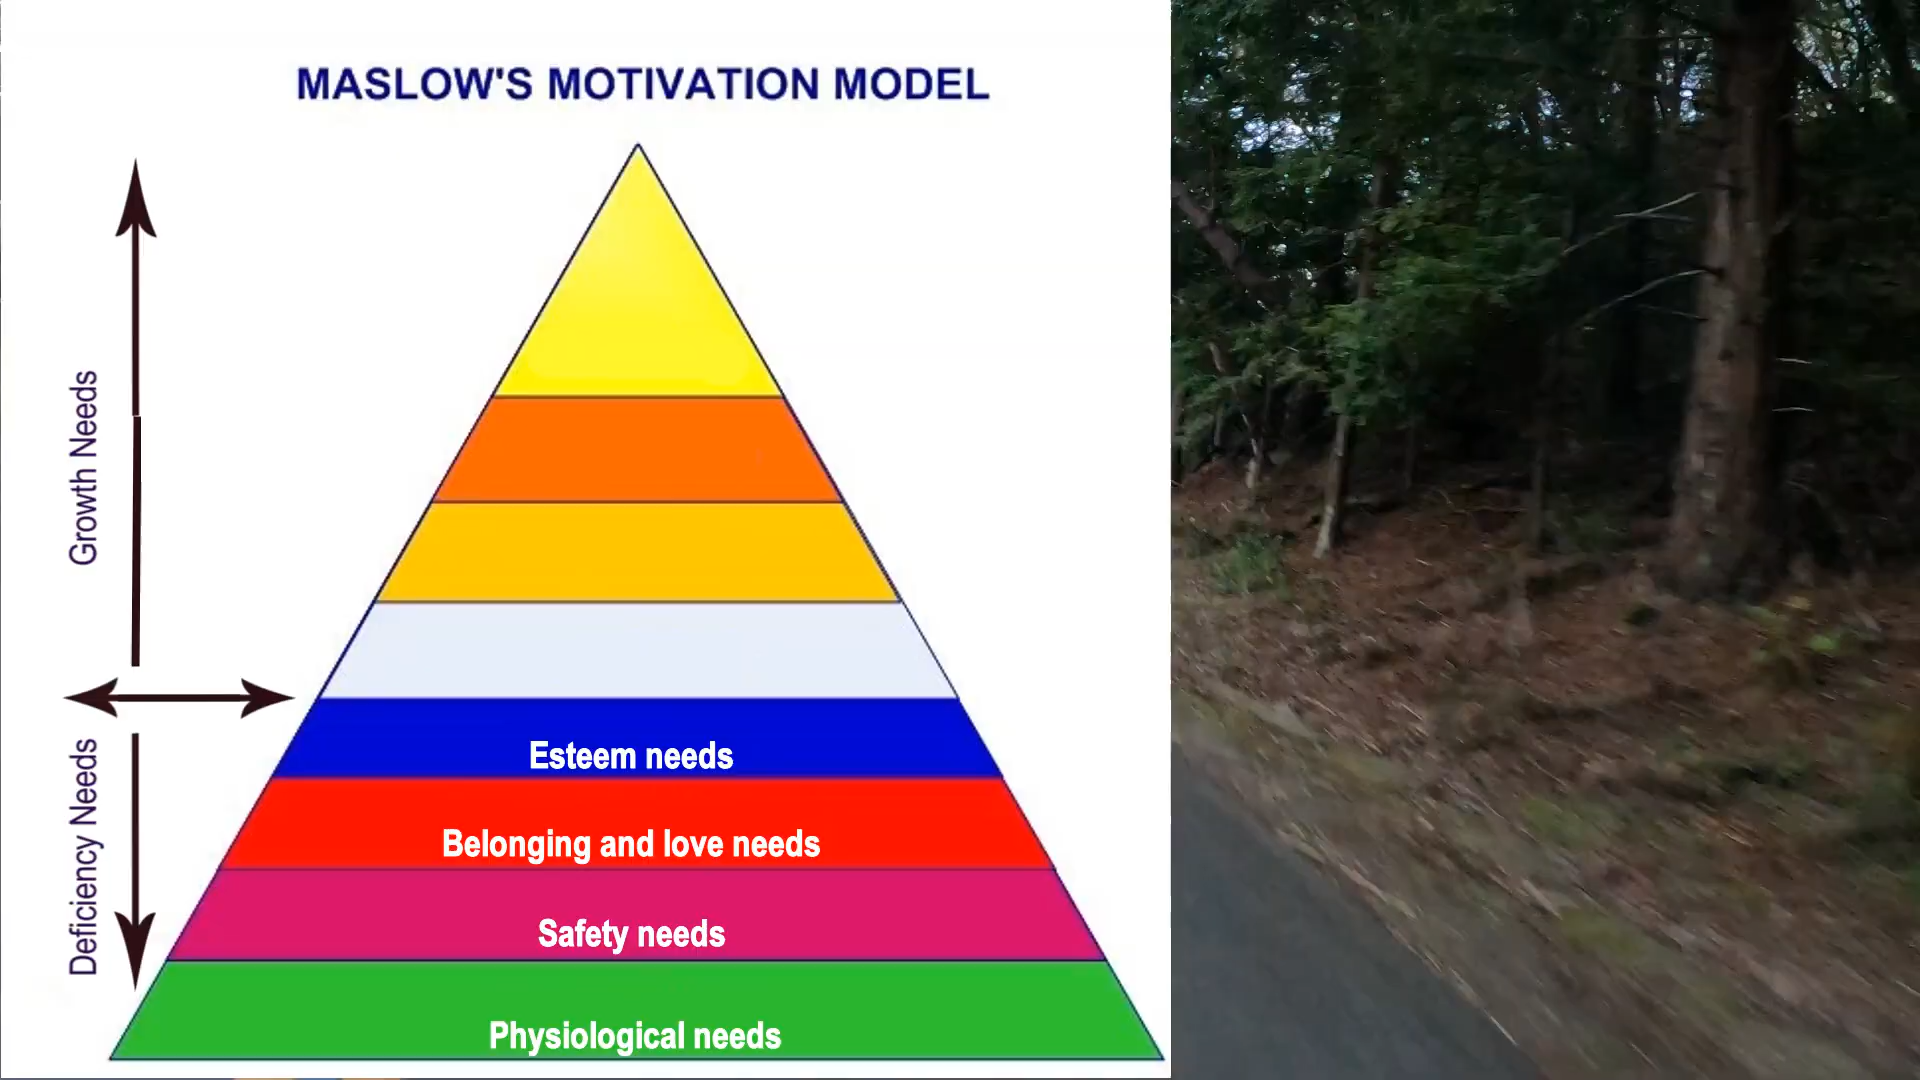 MASLOW'S MOTIVATION MODEL
Growth Needs
Deficiency Needs
Esteem needs
Belonging and love needs
Safety needs
Physiological needs